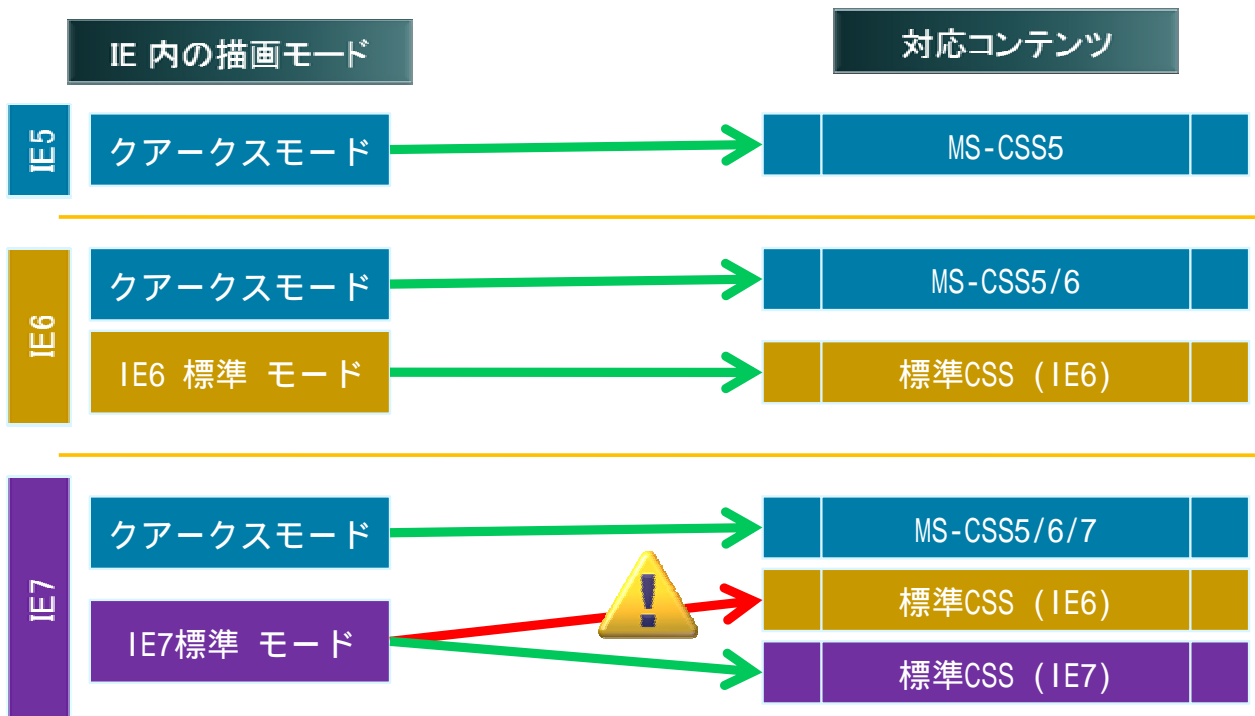 IE 内の描画モード
対応コンテンツ
IE5
クアークスモード
MS-CSS5
IE6
クアークスモード
MS-CSS5/6
IE6 標準 モード
標準CSS (IE6)
IE7
クアークスモード
MS-CSS5/6/7
!
標準CSS (IE6)
IE7標準 モード
標準CSS (IE7)